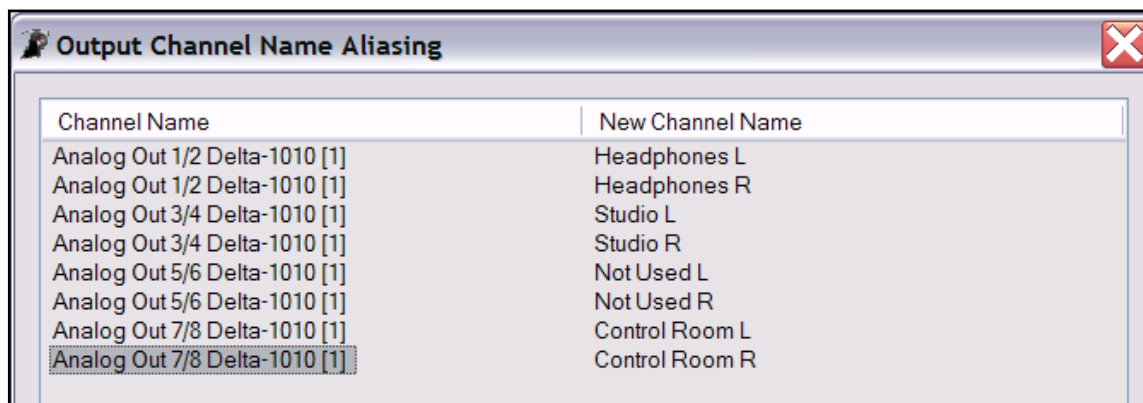 Output Channel Name Aliasing
Channel Name New Channel Name
Analog Out 1/2 Delta-1010 [1] Headphones L
Analog Out 1/2 Delta-1010 [1] Headphones R
Analog Out 3/4 Delta-1010 [1] Studio L
Analog Out 3/4 Delta-1010 [1] Studio R
Analog Out 5/6 Delta-1010 [1] Not Used L
Analog Out 5/6 Delta-1010 [1] Not Used R
Analog Out 7/8 Delta-1010 [1] Control Room L
Analog Out 7/8 Delta-1010 [1] Control Room R